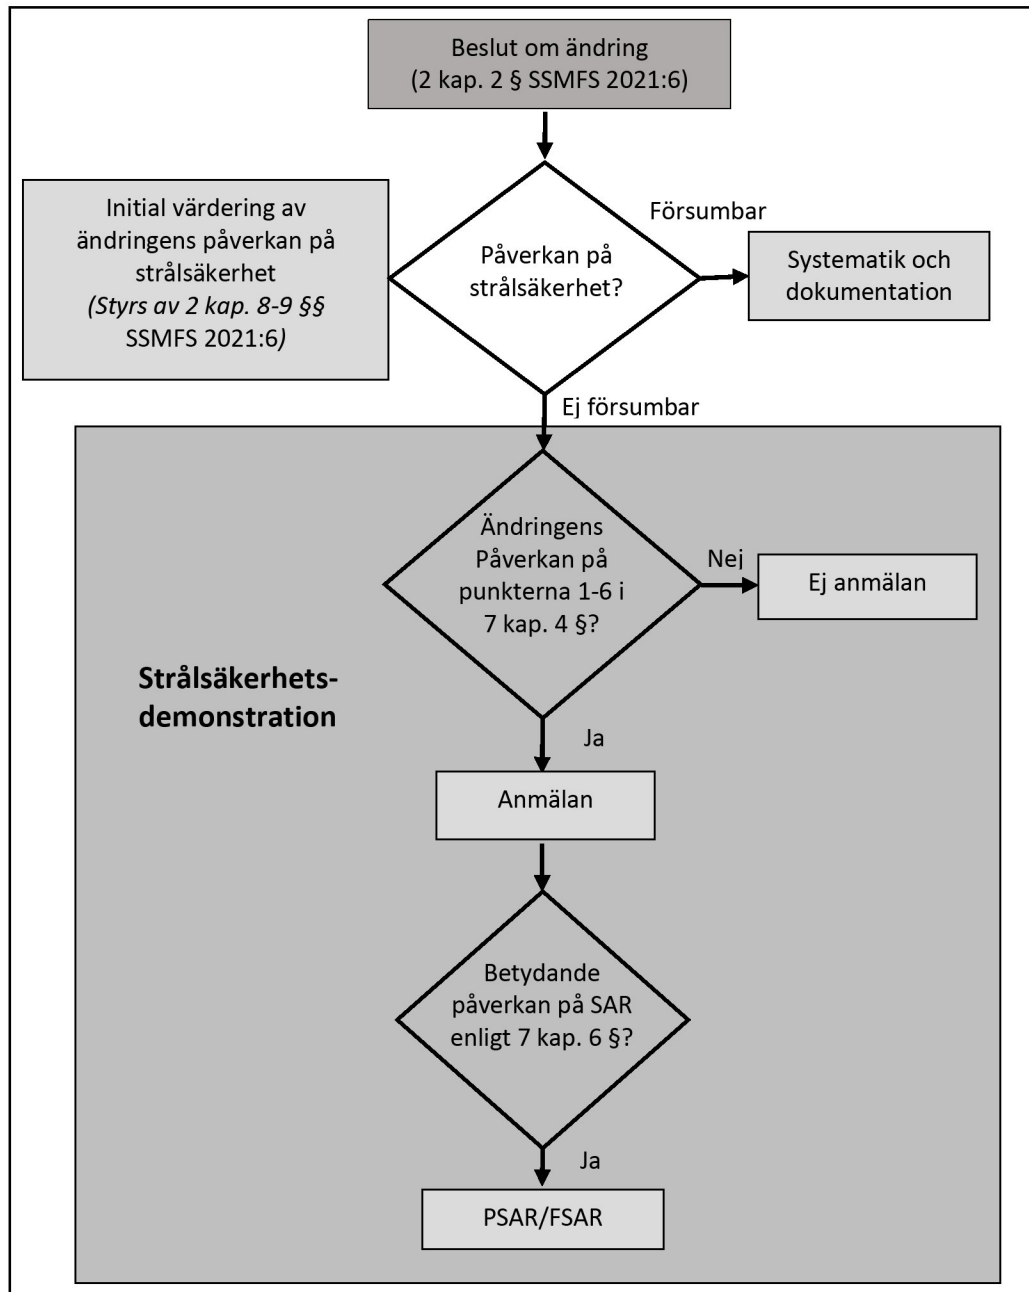 Beslut om ändring
(2 kap. 2 § SSMFS 2021:6)
Initial värdering av
ändringens påverkan på
strålsäkerhet
(Styrs av 2 kap. 8-9 §§
SSMFS 2021:6)
Påverkan på
strålsäkerhet?
Försumbar
Systematik och
dokumentation
Ej försumbar
Ändringens
Påverkan på
punkterna 1-6 i
7 kap. 4 §?
Nej
Ej anmälan
Strålsäkerhets-
demonstration
Ja
Anmälan
Betydande
påverkan på SAR
enligt 7 kap. 6 §?
Ja
PSAR/FSAR